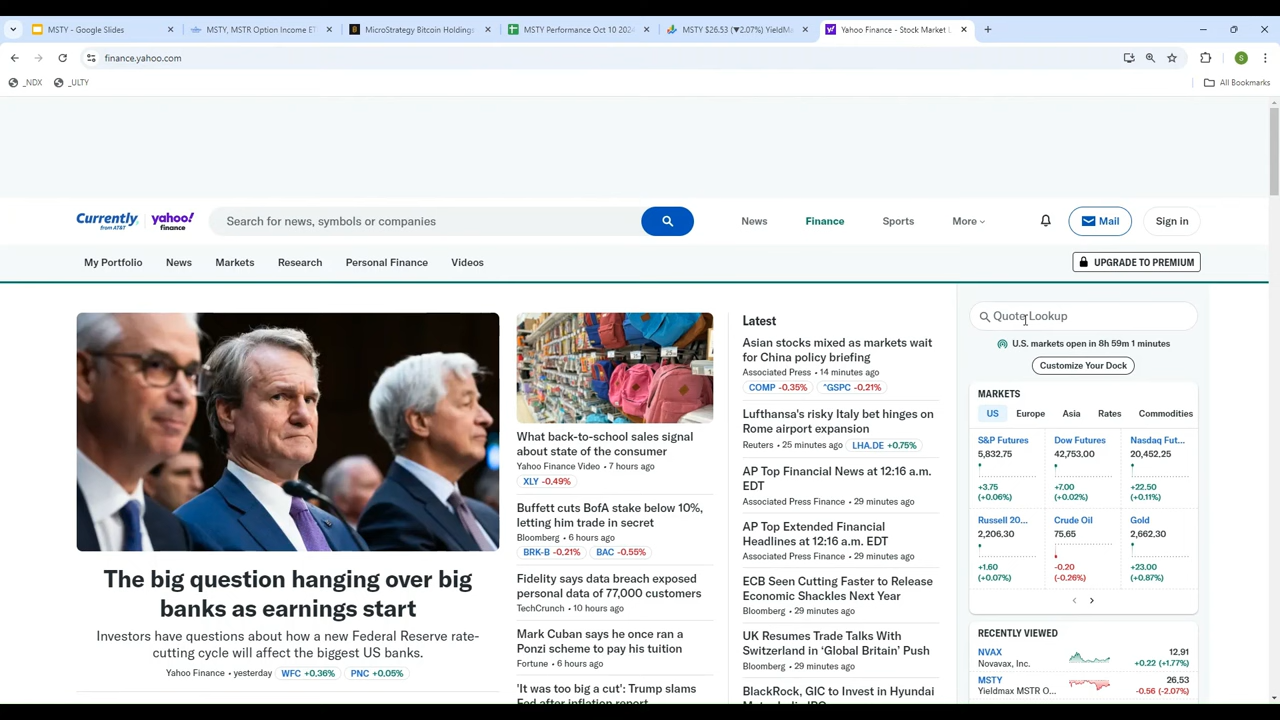 MSTY - Google Slides
MSTY, MSTR Option Income ET
MicroStrategy Bitcoin Holdings
MSTY Performance Oct 10 2024
MSTY $26.53 (▼2.07%) YieldMa
Yahoo Finance - Stock Market L
finance.yahoo.com
_NDX
_ULTY
All Bookmarks
Currently
from AT&T
yahoo!
finance
Search for news, symbols or companies
News
Finance
Sports
More
Mail
Sign in
My Portfolio
News
Markets
Research
Personal Finance
Videos
UPGRADE TO PREMIUM
The big question hanging over big
banks as earnings start
Investors have questions about how a new Federal Reserve rate-
cutting cycle will affect the biggest US banks.
Yahoo Finance • yesterday WFC +0.36% PNC +0.05%
What back-to-school sales signal
about state of the consumer
Yahoo Finance Video • 7 hours ago
XLY -0.49%
Buffett cuts BofA stake below 10%,
letting him trade in secret
Bloomberg • 6 hours ago
BRK-B -0.21% BAC -0.55%
Fidelity says data breach exposed
personal data of 77,000 customers
TechCrunch • 10 hours ago
Mark Cuban says he once ran a
Ponzi scheme to pay his tuition
Fortune • 6 hours ago
'It was too big a cut': Trump slams
Fed after inflation report
Latest
Asian stocks mixed as markets wait
for China policy briefing
Associated Press • 14 minutes ago
COMP -0.35% ^GSPC -0.21%
Lufthansa's risky Italy bet hinges on
Rome airport expansion
Reuters • 25 minutes ago LHA.DE +0.75%
AP Top Financial News at 12:16 a.m.
EDT
Associated Press Finance • 29 minutes ago
AP Top Extended Financial
Headlines at 12:16 a.m. EDT
Associated Press Finance • 29 minutes ago
ECB Seen Cutting Faster to Release
Economic Shackles Next Year
Bloomberg • 29 minutes ago
UK Resumes Trade Talks With
Switzerland in 'Global Britain' Push
Bloomberg • 29 minutes ago
BlackRock, GIC to Invest in Hyundai
Quote Lookup
U.S. markets open in 8h 59m 1 minutes
Customize Your Dock
MARKETS
US Europe Asia Rates Commodities
S&P Futures Dow Futures Nasdaq Fut...
5,832.75 42,753.00 20,452.25
+3.75 +7.00 +22.50
(+0.06%) (+0.02%) (+0.11%)
Russell 20... Crude Oil Gold
2,206.30 75.65 2,662.30
+1.60 -0.20 +23.00
(+0.07%) (-0.26%) (+0.87%)
RECENTLY VIEWED
NVAX 12.91
Novavax, Inc. +0.22 (+1.77%)
MSTY 26.53
Yieldmax MSTR O... -0.56 (-2.07%)